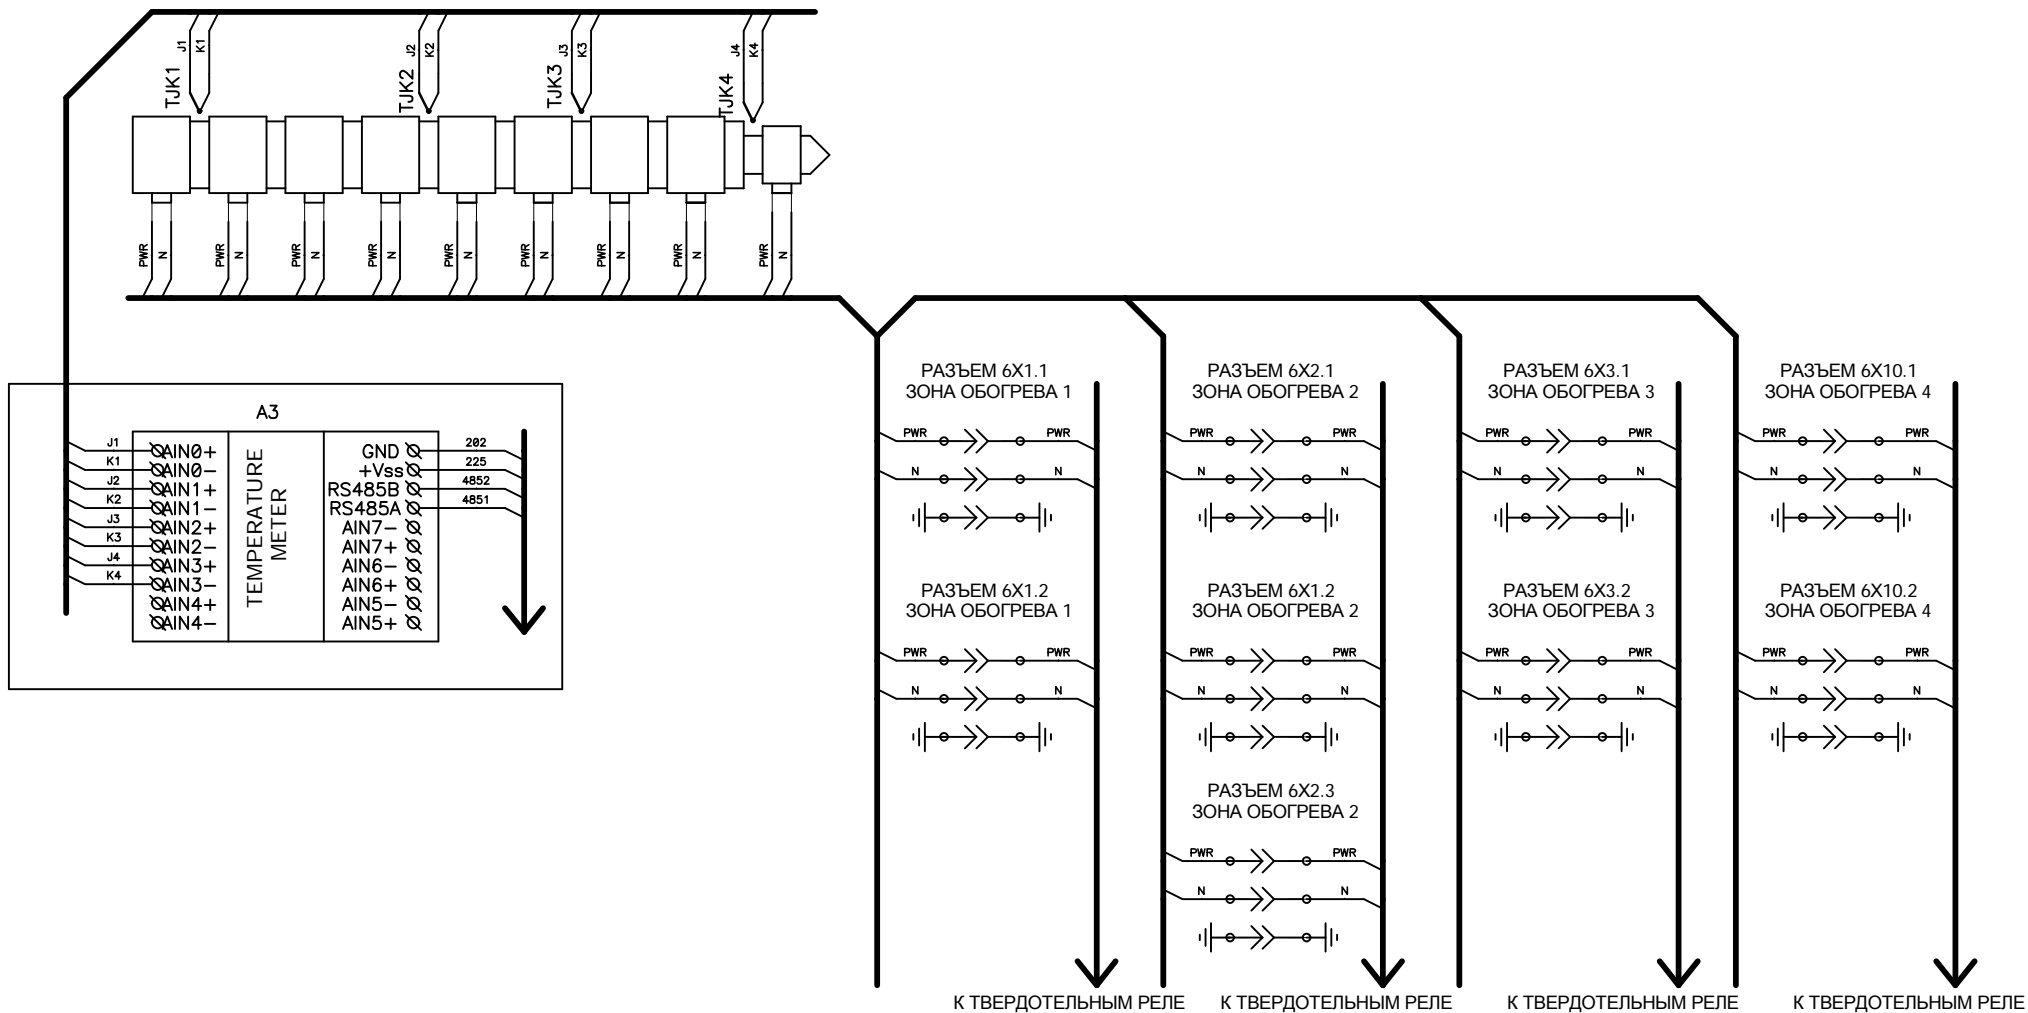 J1 K1 J2 K2 J3 K3 J4 K4
TJK1 TJK2 TJK3 TJK4
PWR N PWR N PWR N PWR N PWR N PWR N PWR N PWR N PWR N
A3
TEMPERATURE
METER
J1 AIN0+ GND 202
K1 AIN0- +Vss 225
J2 AIN1+ RS485B 4852
K2 AIN1- RS485A 4851
J3 AIN2+ AIN7-
K3 AIN2- AIN7+
J4 AIN3+ AIN6-
K4 AIN3- AIN6+
AIN4+ AIN5-
AIN4- AIN5+
РАЗЪЕМ 6X1.1
ЗОНА ОБОГРЕВА 1
PWR PWR
N N
РАЗЪЕМ 6X1.2
ЗОНА ОБОГРЕВА 1
PWR PWR
N N
К ТВЕРДОТЕЛЬНЫМ РЕЛЕ
РАЗЪЕМ 6X2.1
ЗОНА ОБОГРЕВА 2
PWR PWR
N N
РАЗЪЕМ 6X1.2
ЗОНА ОБОГРЕВА 2
PWR PWR
N N
РАЗЪЕМ 6X2.3
ЗОНА ОБОГРЕВА 2
PWR PWR
N N
К ТВЕРДОТЕЛЬНЫМ РЕЛЕ
РАЗЪЕМ 6X3.1
ЗОНА ОБОГРЕВА 3
PWR PWR
N N
РАЗЪЕМ 6X3.2
ЗОНА ОБОГРЕВА 3
PWR PWR
N N
К ТВЕРДОТЕЛЬНЫМ РЕЛЕ
РАЗЪЕМ 6X10.1
ЗОНА ОБОГРЕВА 4
PWR PWR
N N
РАЗЪЕМ 6X10.2
ЗОНА ОБОГРЕВА 4
PWR PWR
N N
К ТВЕРДОТЕЛЬНЫМ РЕЛЕ